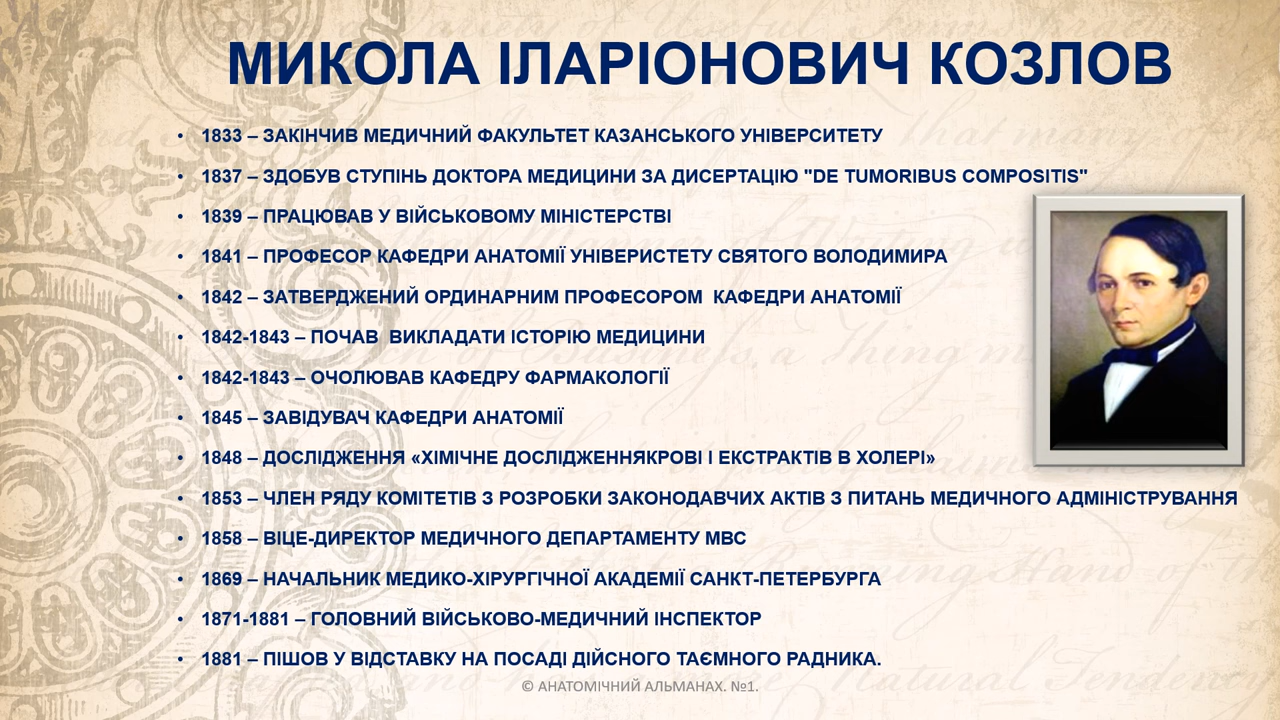 МИКОЛА ІЛАРІОНОВИЧ КОЗЛОВ
• 1833 – ЗАКІНЧИВ МЕДИЧНИЙ ФАКУЛЬТЕТ КАЗАНСЬКОГО УНІВЕРСИТЕТУ
• 1837 – ЗДОБУВ СТУПІНЬ ДОКТОРА МЕДИЦИНИ ЗА ДИСЕРТАЦІЮ "DE TUMORIBUS COMPOSITIS"
• 1839 – ПРАЦЮВАВ У ВІЙСЬКОВОМУ МІНІСТЕРСТВІ
• 1841 – ПРОФЕСОР КАФЕДРИ АНАТОМІЇ УНІВЕРИСТЕТУ СВЯТОГО ВОЛОДИМИРА
• 1842 – ЗАТВЕРДЖЕНИЙ ОРДИНАРНИМ ПРОФЕСОРОМ КАФЕДРИ АНАТОМІЇ
• 1842-1843 – ПОЧАВ ВИКЛАДАТИ ІСТОРІЮ МЕДИЦИНИ
• 1842-1843 – ОЧОЛЮВАВ КАФЕДРУ ФАРМАКОЛОГІЇ
• 1845 – ЗАВІДУВАЧ КАФЕДРИ АНАТОМІЇ
• 1848 – ДОСЛІДЖЕННЯ «ХІМІЧНЕ ДОСЛІДЖЕННЯКРОВІ І ЕКСТРАКТІВ В ХОЛЕРІ»
• 1853 – ЧЛЕН РЯДУ КОМІТЕТІВ З РОЗРОБКИ ЗАКОНОДАВЧИХ АКТІВ З ПИТАНЬ МЕДИЧНОГО АДМІНІСТРУВАННЯ
• 1858 – ВІЦЕ-ДИРЕКТОР МЕДИЧНОГО ДЕПАРТАМЕНТУ МВС
• 1869 – НАЧАЛЬНИК МЕДИКО-ХІРУРГІЧНОЇ АКАДЕМІЇ САНКТ-ПЕТЕРБУРГА
• 1871-1881 – ГОЛОВНИЙ ВІЙСЬКОВО-МЕДИЧНИЙ ІНСПЕКТОР
• 1881 – ПІШОВ У ВІДСТАВКУ НА ПОСАДІ ДІЙСНОГО ТАЄМНОГО РАДНИКА.
© АНАТОМІЧНИЙ АЛЬМАНАХ. №1.